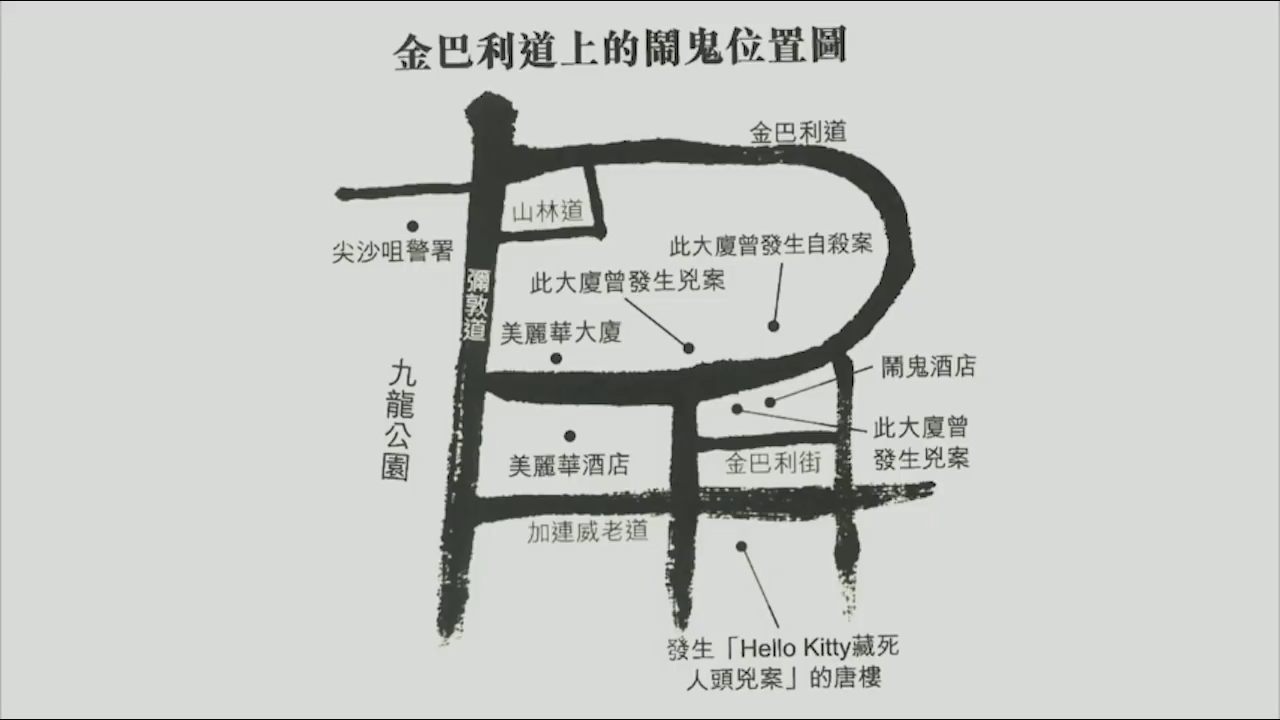 金巴利道上的鬧鬼位置圖
金巴利道
山林道
尖沙咀警署
此大廈曾發生自殺案
此大廈曾發生兇案
彌敦道
美麗華大廈
九龍公園
鬧鬼酒店
此大廈曾
發生兇案
美麗華酒店
金巴利街
加連威老道
發生「Hello Kitty藏死
人頭兇案」的唐樓